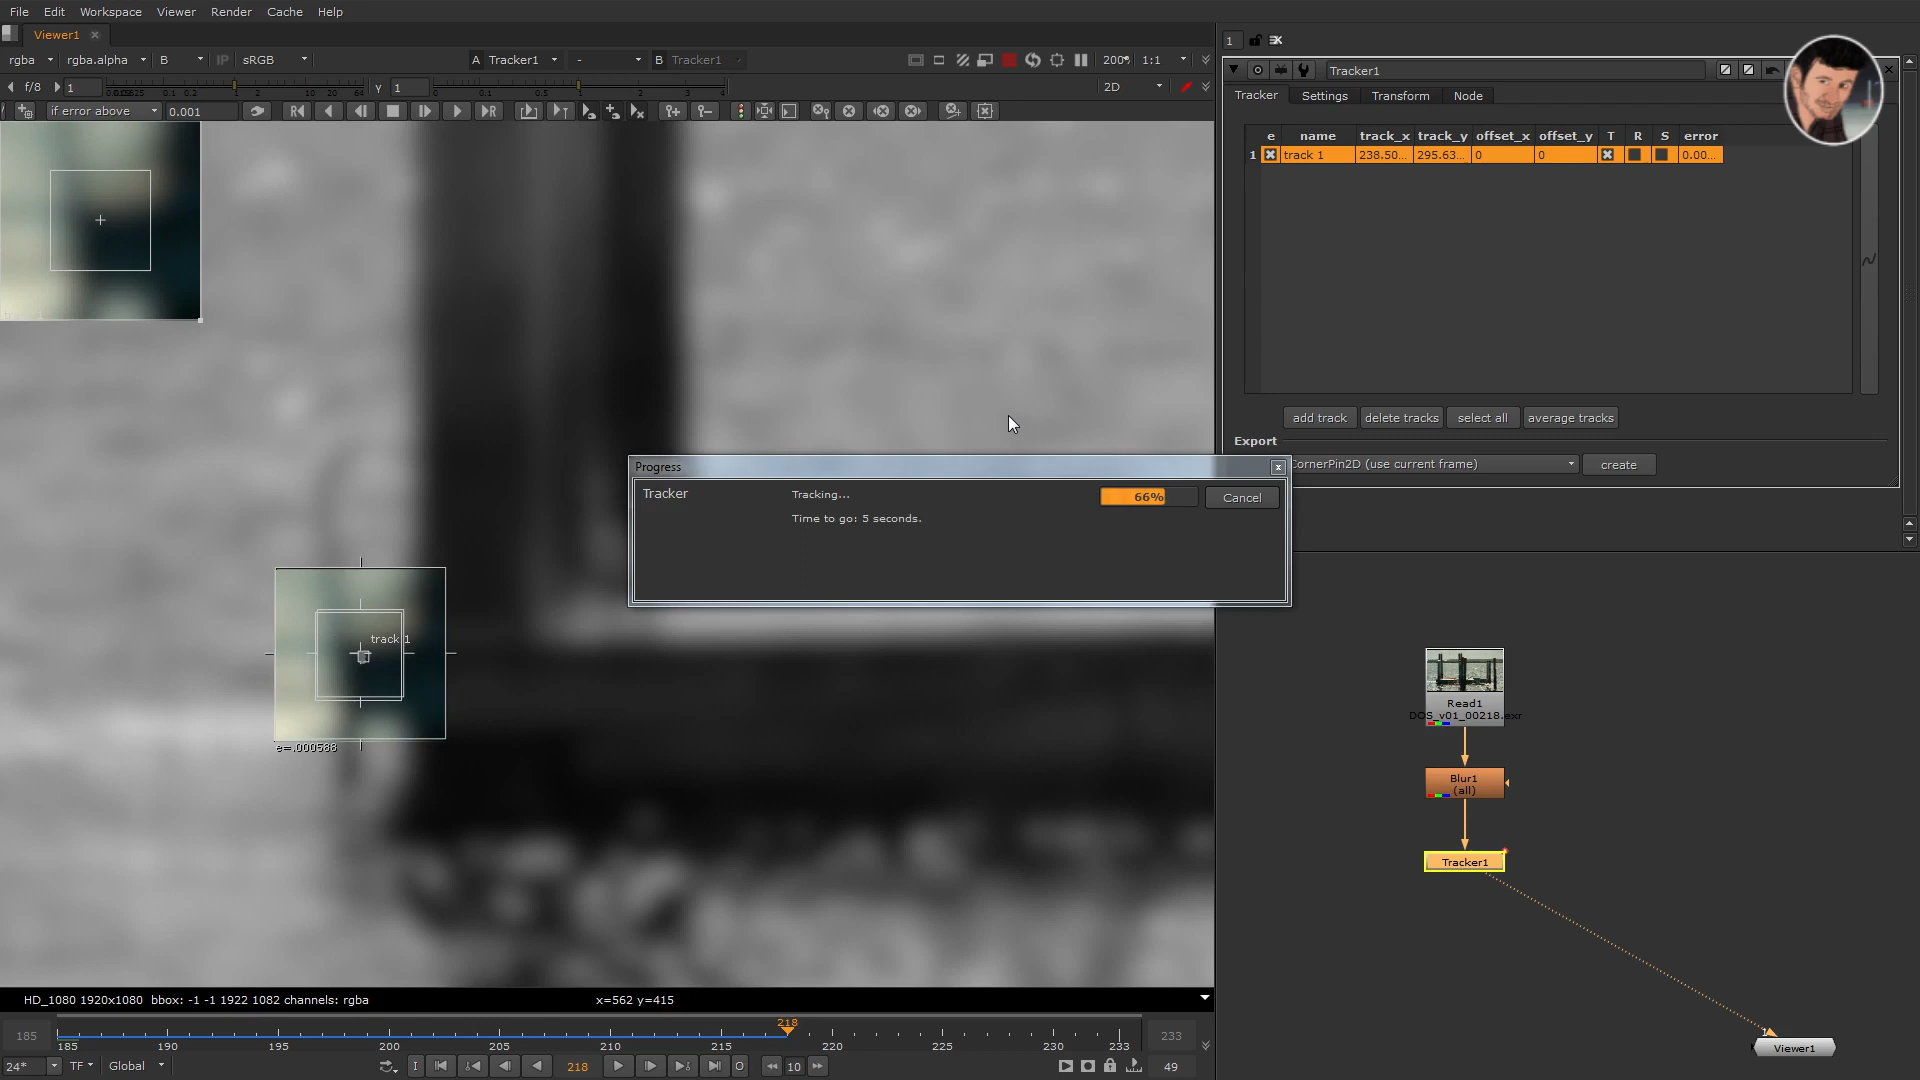 File Edit Workspace Viewer Render Cache Help
Viewer1
rgba rgba.alpha B IP sRGB A Tracker1 - B Tracker1 200% 1:1
f/8 1 Y 1 2D
if error above 0.001
1
Tracker1
Tracker Settings Transform Node
e name track_x track_y offset_x offset_y T R S error
1 track 1 238.50... 295.63... 0 0 0.00...
add track delete tracks select all average tracks
Export
CornerPin2D (use current frame) create
Progress
Tracker Tracking... 66% Cancel
Time to go: 5 seconds.
track 1
e=.000588
Read1
DOS_v01_00218.exr
Blur1
(all)
Tracker1
1
Viewer1
HD_1080 1920x1080 bbox: -1 -1 1922 1082 channels: rgba x=562 y=415
218
185 185 190 195 200 205 210 215 220 225 230 233 233
24* TF Global I 218 O 10 49